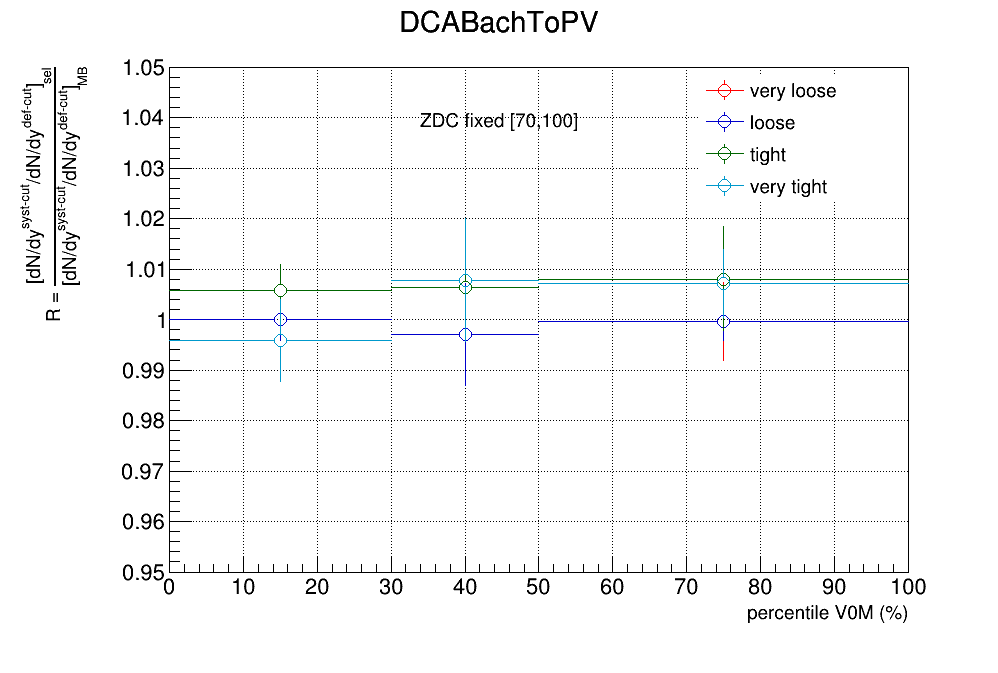 DCABachToPV
R = [dN/dy^syst-cut/dN/dy^def-cut]_sel
[dN/dy^syst-cut/dN/dy^def-cut]_MB
1.05
1.04
1.03
1.02
1.01
1
0.99
0.98
0.97
0.96
0.95
ZDC fixed [70,100]
very loose
loose
tight
very tight
0 10 20 30 40 50 60 70 80 90 100
percentile V0M (%)